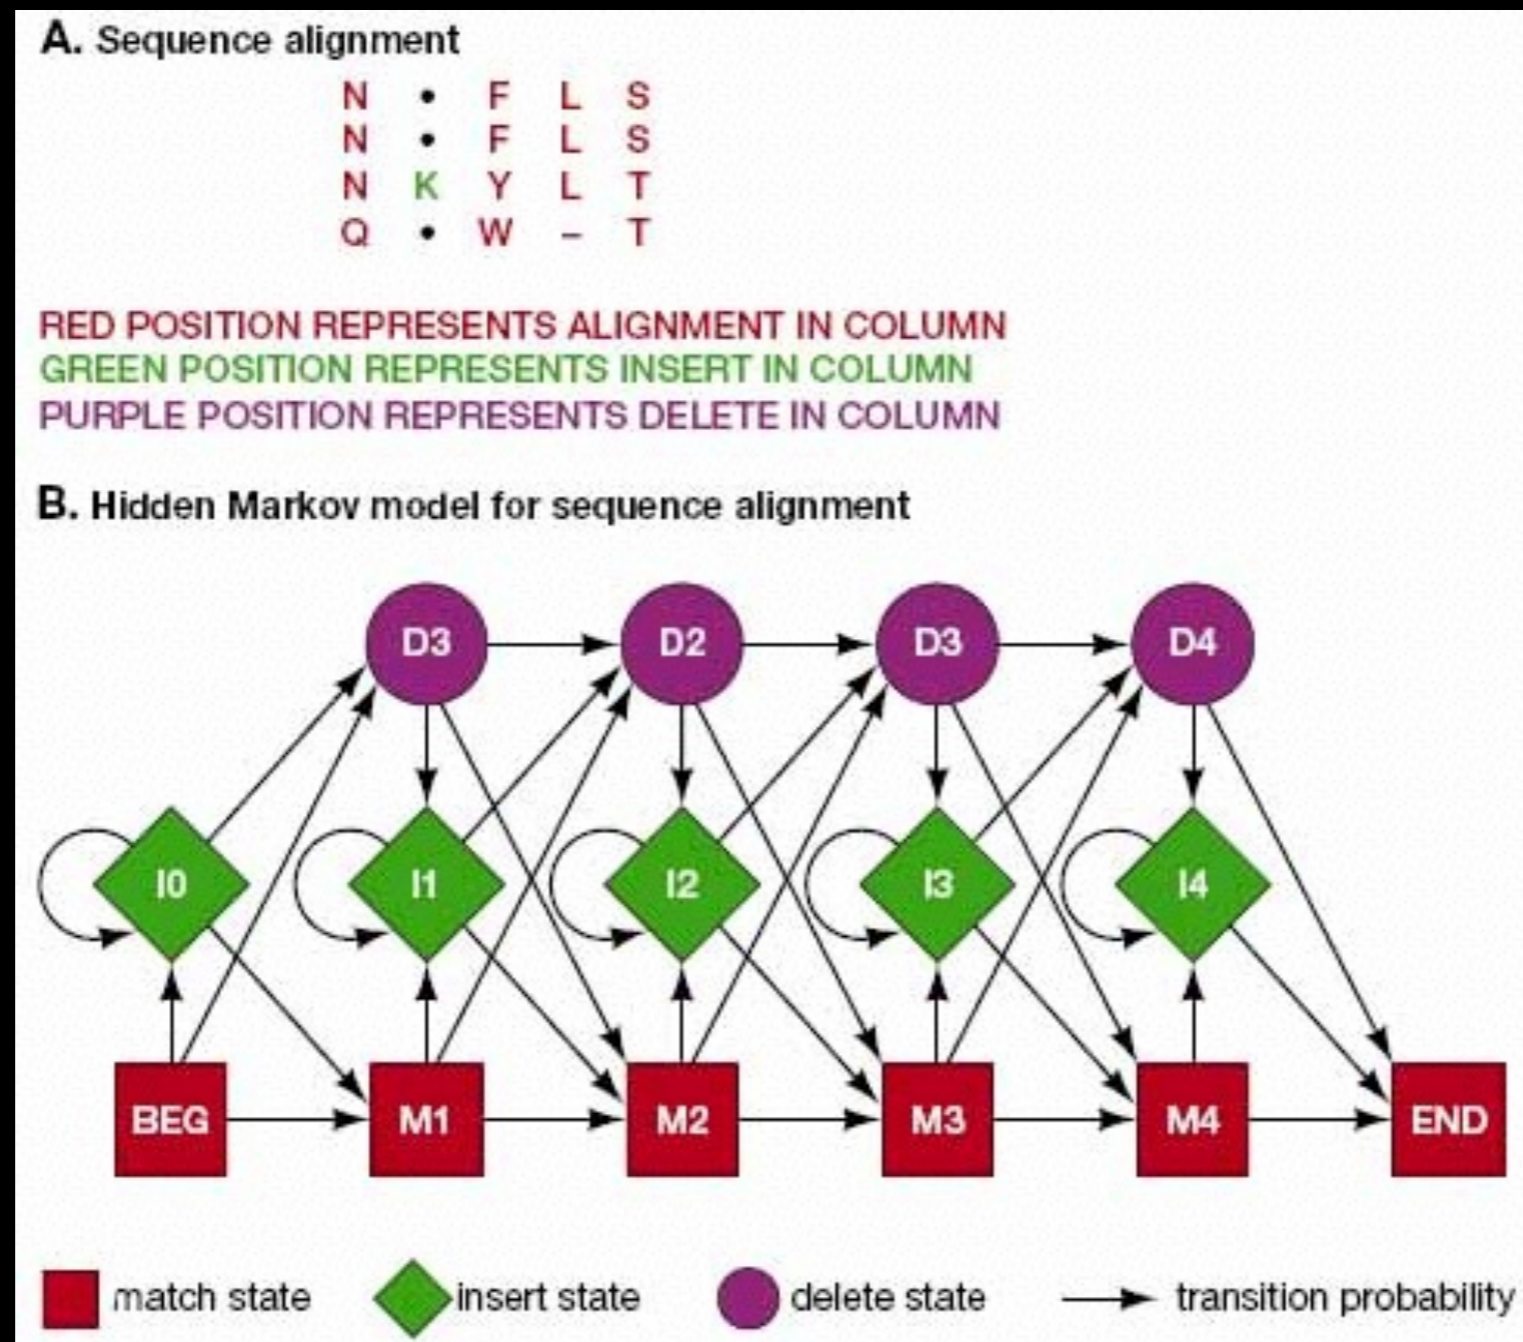 A. Sequence alignment
N • F L S
N • F L S
N K Y L T
Q • W – T
RED POSITION REPRESENTS ALIGNMENT IN COLUMN
GREEN POSITION REPRESENTS INSERT IN COLUMN
PURPLE POSITION REPRESENTS DELETE IN COLUMN
B. Hidden Markov model for sequence alignment
D3 D2 D3 D4
I0 I1 I2 I3 I4
BEG M1 M2 M3 M4 END
match state insert state delete state transition probability